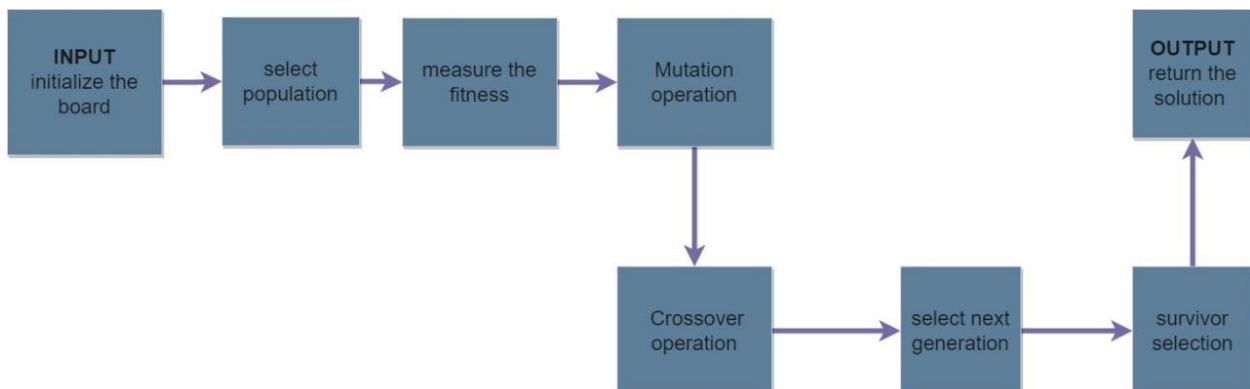 INPUT
initialize the
board
select
population
measure the
fitness
Mutation
operation
Crossover
operation
select next
generation
survivor
selection
OUTPUT
return the
solution